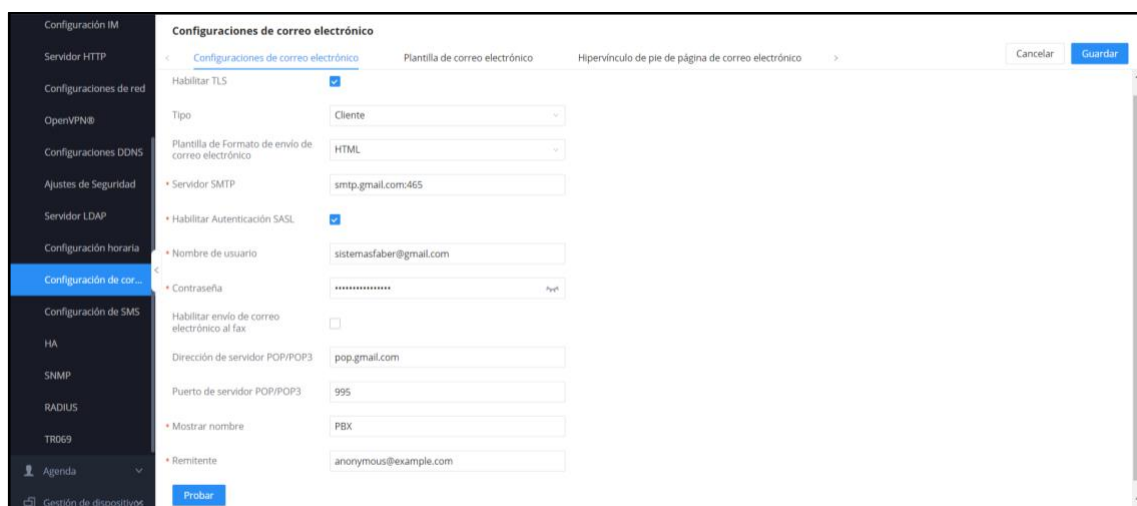 Configuración IM
Servidor HTTP
Configuraciones de red
OpenVPN®
Configuraciones DDNS
Ajustes de Seguridad
Servidor LDAP
Configuración horaria
Configuración de cor...
Configuración de SMS
HA
SNMP
RADIUS
TR069
Agenda
Gestión de dispositivos
Configuraciones de correo electrónico
Configuraciones de correo electrónico
Plantilla de correo electrónico
Hipervínculo de pie de página de correo electrónico
Cancelar
Guardar
Habilitar TLS
Tipo
Cliente
Plantilla de Formato de envío de
correo electrónico
HTML
* Servidor SMTP
smtp.gmail.com:465
* Habilitar Autenticación SASL
* Nombre de usuario
sistemasfaber@gmail.com
* Contraseña
••••••••••••••••
Habilitar envío de correo
electrónico al fax
Dirección de servidor POP/POP3
pop.gmail.com
Puerto de servidor POP/POP3
995
* Mostrar nombre
PBX
* Remitente
anonymous@example.com
Probar